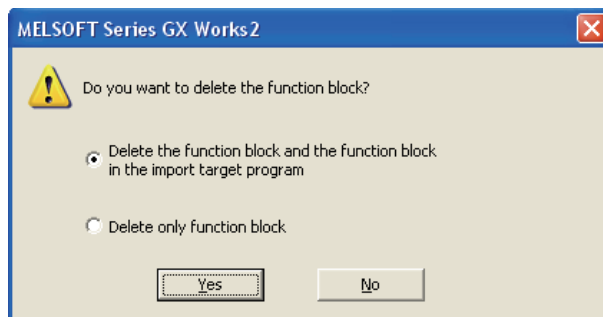 MELSOFT Series GX Works2
Do you want to delete the function block?
Delete the function block and the function block
in the import target program
Delete only function block
Yes
No